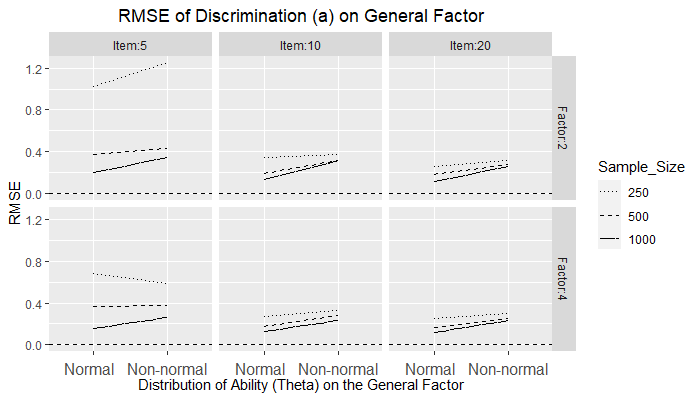 RMSE of Discrimination (a) on General Factor
Item:5 Item:10 Item:20
1.2
0.8
0.4
0.0
Factor:2
1.2
0.8
0.4
0.0
Factor:4
RMSE
Normal Non-normal Normal Non-normal Normal Non-normal
Distribution of Ability (Theta) on the General Factor
Sample_Size
250
500
1000